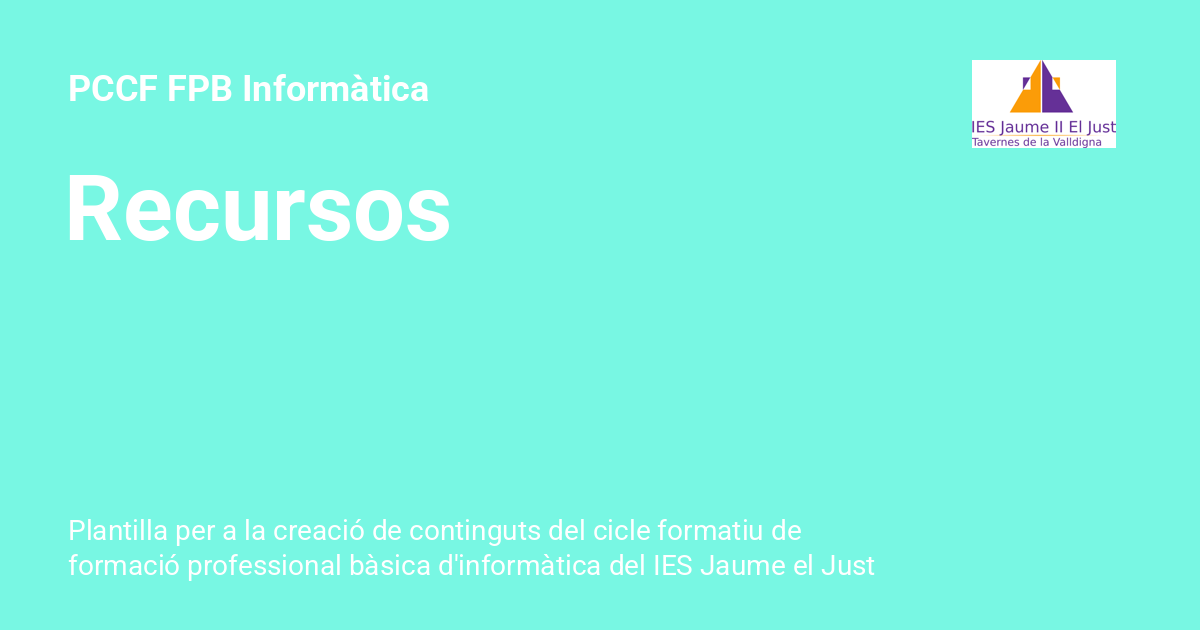 PCCF FPB Informàtica
IES Jaume II El Just
Tavernes de la Valldigna
Recursos
Plantilla per a la creació de continguts del cicle formatiu de
formació professional bàsica d'informàtica del IES Jaume el Just